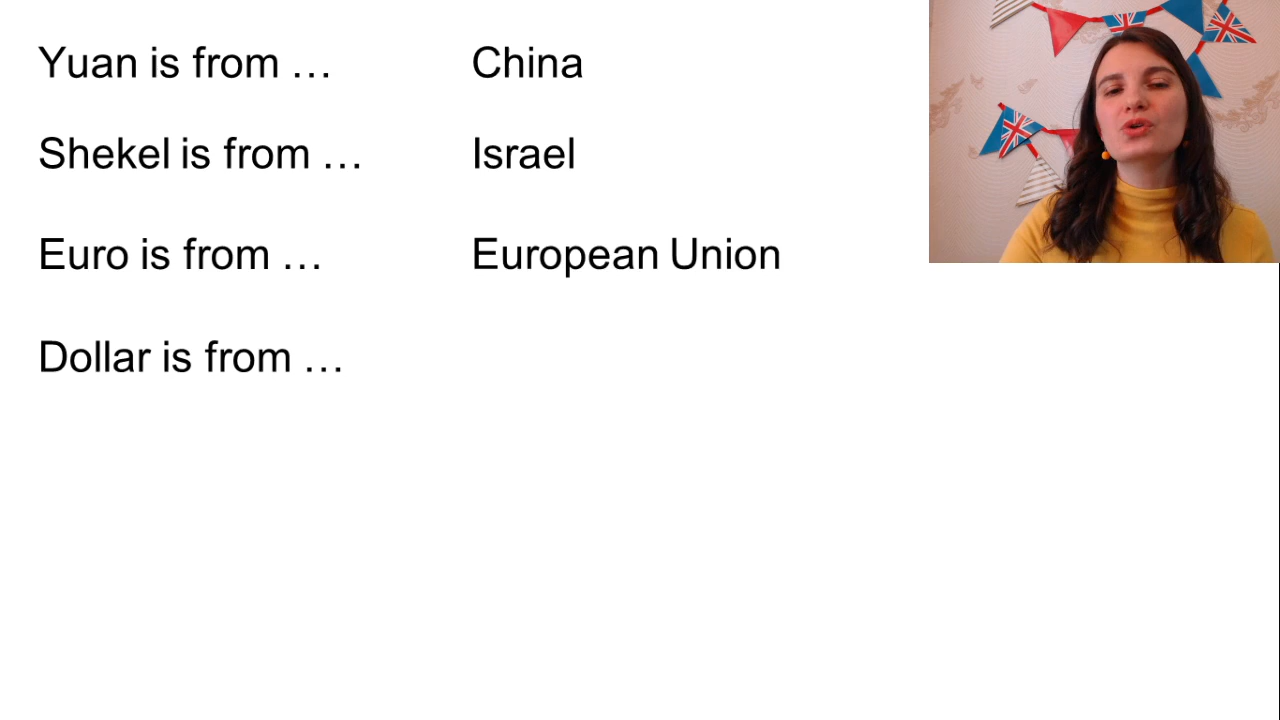 Yuan is from … China
Shekel is from … Israel
Euro is from … European Union
Dollar is from …